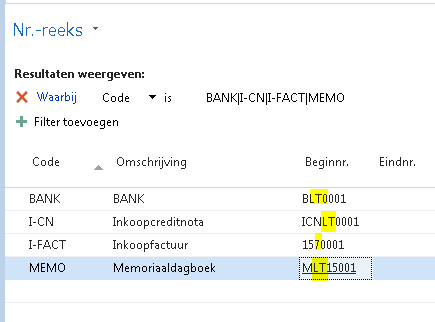 Nr.-reeks
Resultaten weergeven:
Waarbij Code is BANK|I-CN|I-FACT|MEMO
Filter toevoegen
Code Omschrijving Beginnr. Eindnr.
BANK BANK BLT0001
I-CN Inkoopcreditnota ICNLT0001
I-FACT Inkoopfactuur 1570001
MEMO Memoriaaldagboek MLT15001